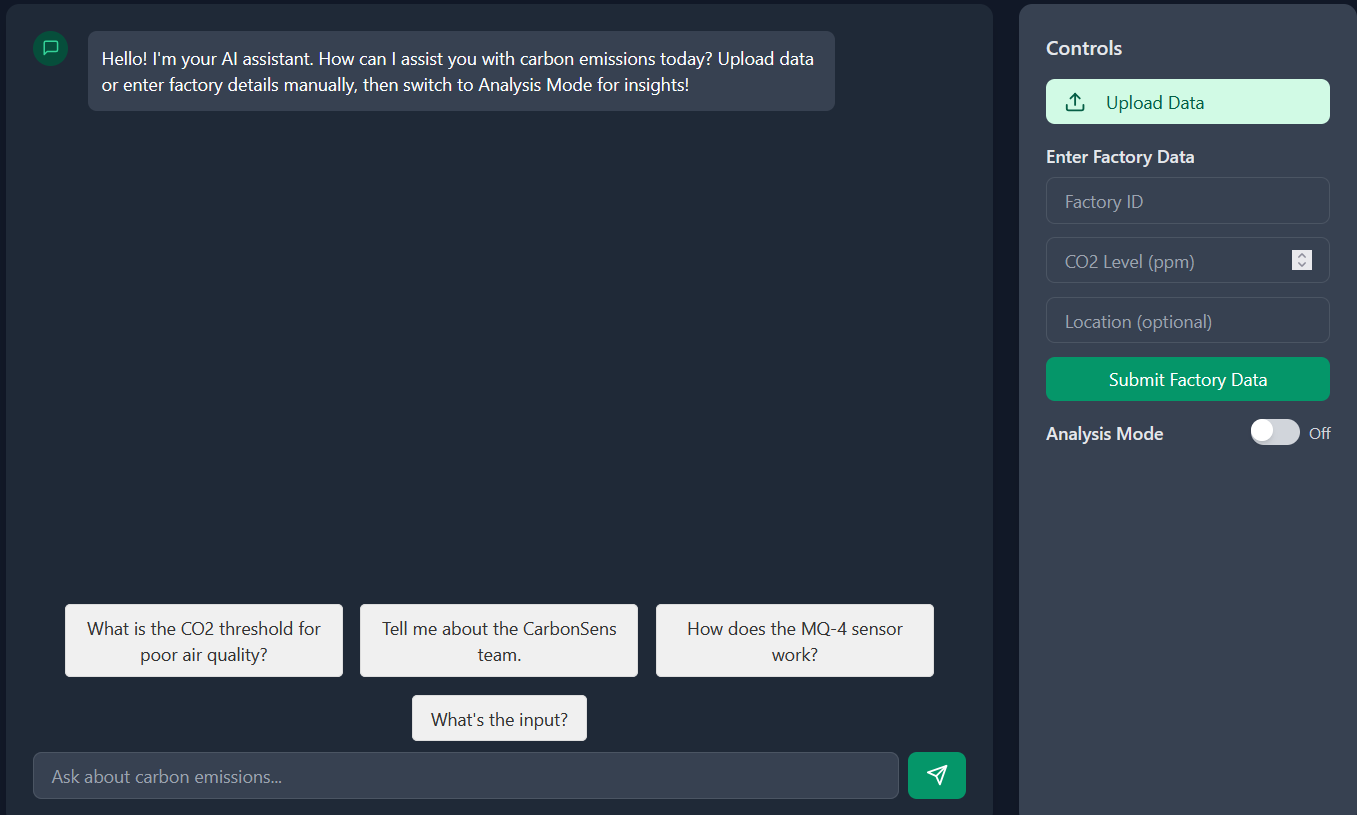 Hello! I'm your AI assistant. How can I assist you with carbon emissions today? Upload data
or enter factory details manually, then switch to Analysis Mode for insights!
What is the CO2 threshold for
poor air quality?
Tell me about the CarbonSens
team.
How does the MQ-4 sensor
work?
What's the input?
Ask about carbon emissions...
Controls
Upload Data
Enter Factory Data
Factory ID
CO2 Level (ppm)
Location (optional)
Submit Factory Data
Analysis Mode
Off